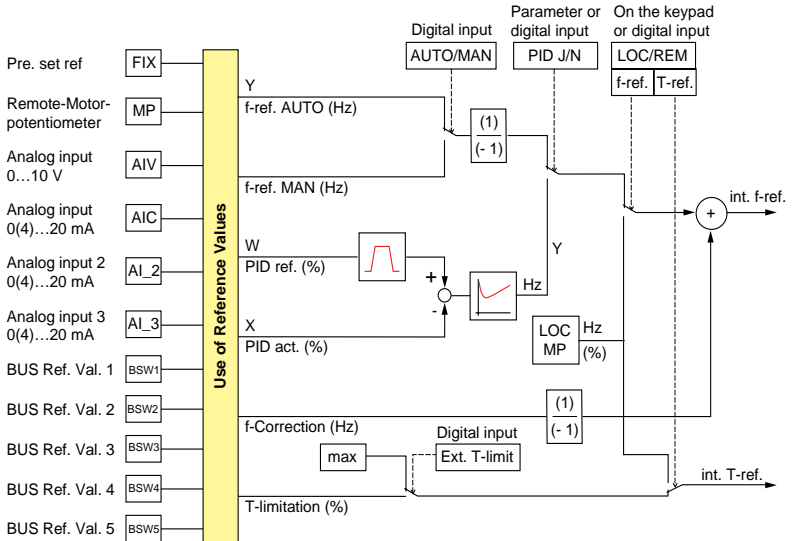 Pre. set ref
FIX
Remote-Motor-
potentiometer
MP
Analog input
0…10 V
AIV
Analog input
0(4)…20 mA
AIC
Analog input 2
0(4)…20 mA
AI_2
Analog input 3
0(4)…20 mA
AI_3
BUS Ref. Val. 1
BSW1
BUS Ref. Val. 2
BSW2
BUS Ref. Val. 3
BSW3
BUS Ref. Val. 4
BSW4
BUS Ref. Val. 5
BSW5
Use of Reference Values
Digital input
AUTO/MAN
Parameter or
digital input
PID J/N
On the keypad
or digital input
LOC/REM
f-ref.
T-ref.
Y
f-ref. AUTO (Hz)
(1)
(- 1)
f-ref. MAN (Hz)
int. f-ref.
+
W
PID ref. (%)
+
-
Hz
Y
X
PID act. (%)
LOC
MP
Hz
(%)
f-Correction (Hz)
(1)
(- 1)
Digital input
Ext. T-limit
max
T-limitation (%)
int. T-ref.